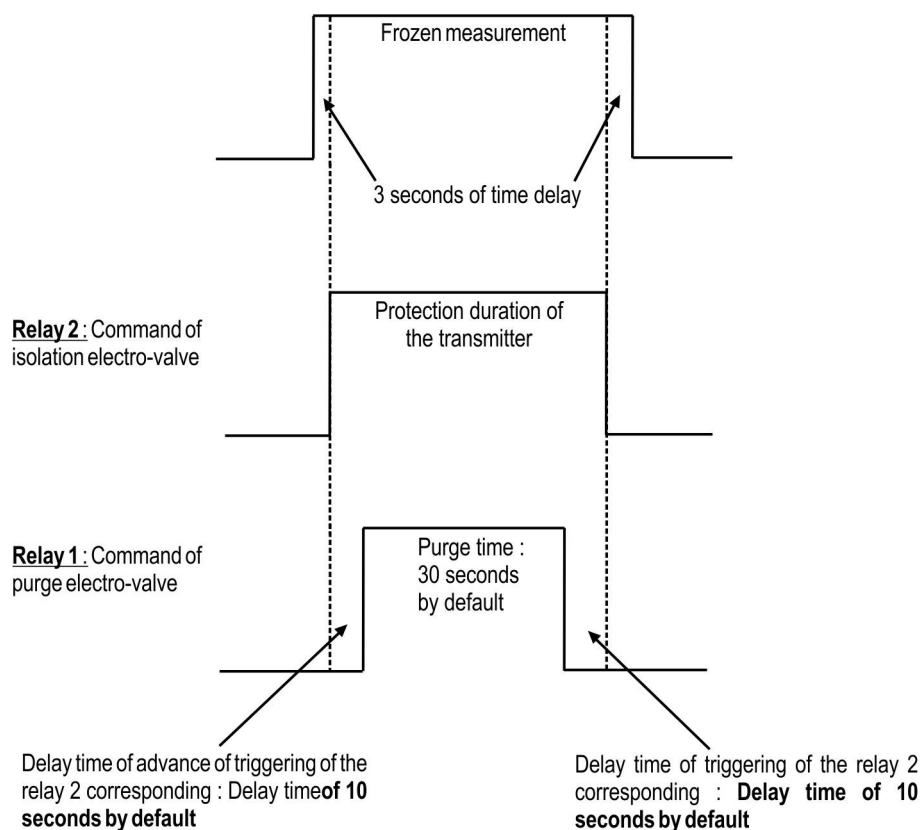 Frozen measurement
3 seconds of time delay
Relay 2 : Command of
isolation electro-valve
Protection duration of
the transmitter
Relay 1 : Command of
purge electro-valve
Purge time :
30 seconds
by default
Delay time of advance of triggering of the
relay 2 corresponding : Delay timeof 10
seconds by default
Delay time of triggering of the relay 2
corresponding : Delay time of 10
seconds by default